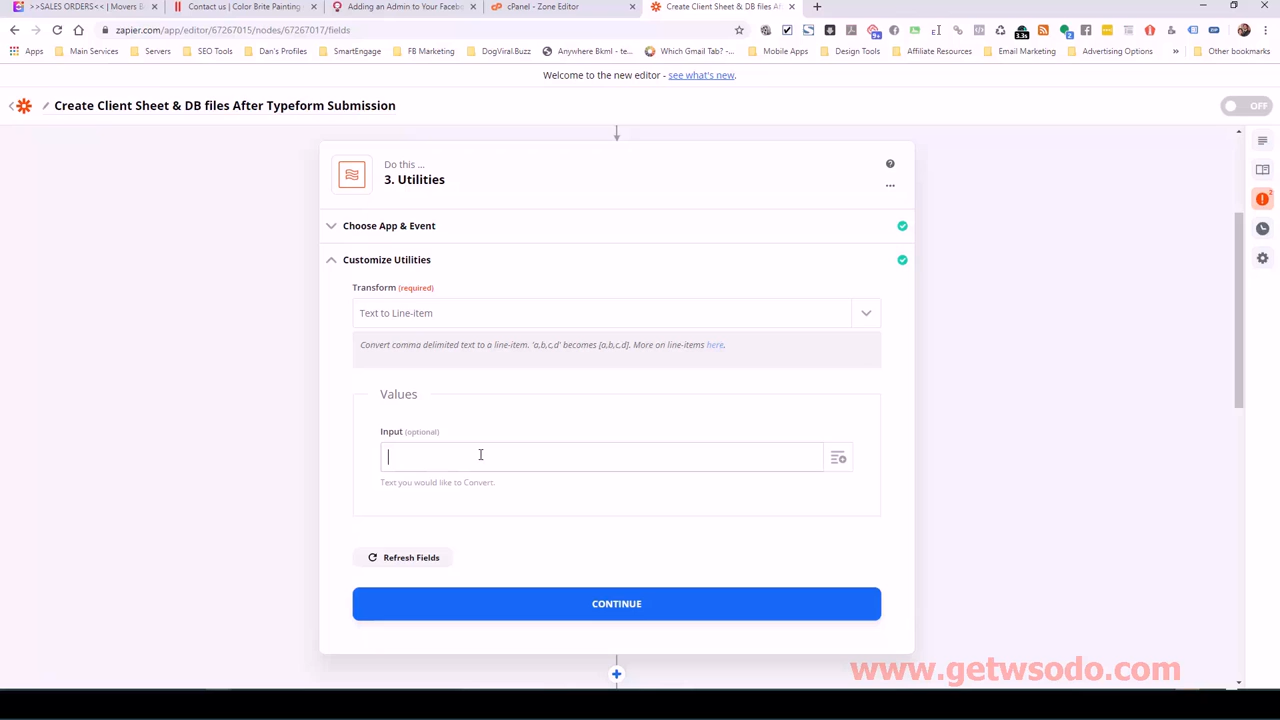 >>SALES ORDERS<< | Movers B
Contact us | Color Brite Painting
Adding an Admin to Your Facebo
cPanel - Zone Editor
Create Client Sheet & DB files Af
zapier.com/app/editor/67267015/nodes/67267017/fields
Apps
Main Services
Servers
SEO Tools
Dan's Profiles
SmartEngage
FB Marketing
DogViral.Buzz
Anywhere Bkml - te...
Which Gmail Tab? -...
Mobile Apps
Design Tools
Affiliate Resources
Email Marketing
Advertising Options
Other bookmarks
Welcome to the new editor - see what's new.
Create Client Sheet & DB files After Typeform Submission
OFF
Do this ...
3. Utilities
Choose App & Event
Customize Utilities
Transform (required)
Text to Line-item
Convert comma delimited text to a line-item. 'a,b,c,d' becomes [a,b,c,d]. More on line-items here.
Values
Input (optional)
Text you would like to Convert.
Refresh Fields
CONTINUE
www.getwsodo.com